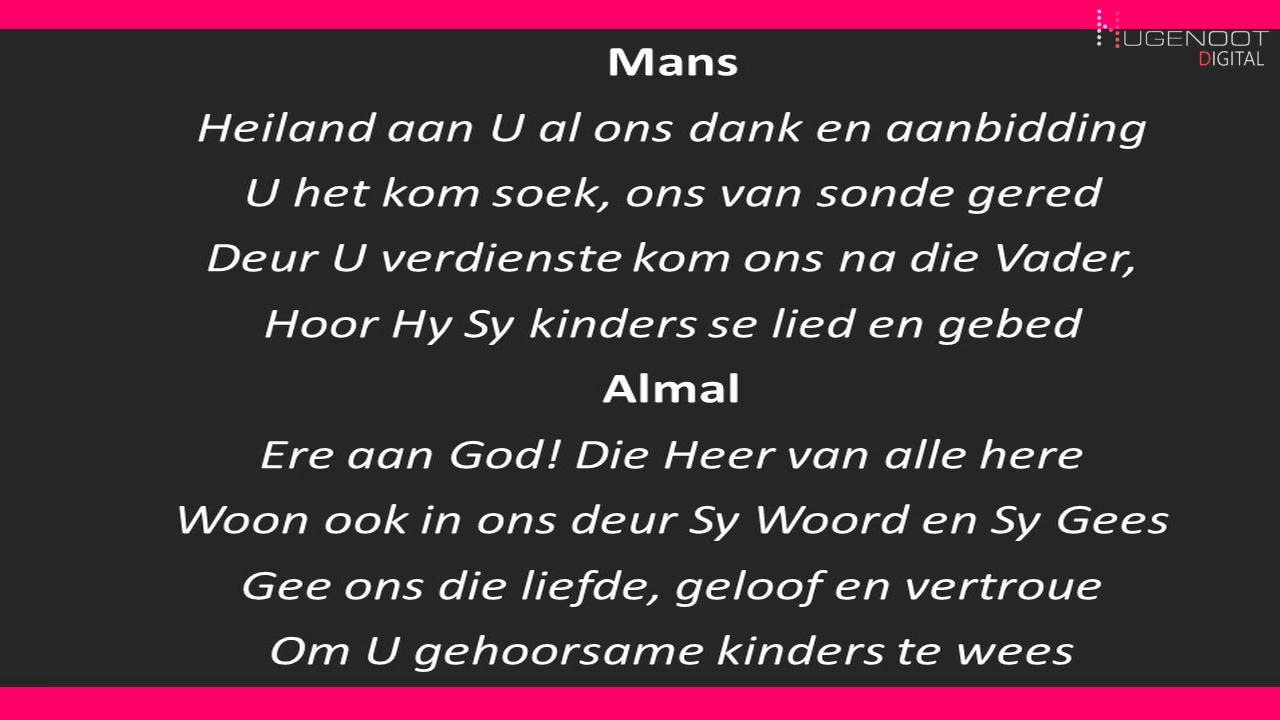 HUGENOOT
DIGITAL
Mans
Heiland aan U al ons dank en aanbidding
U het kom soek, ons van sonde gered
Deur U verdienste kom ons na die Vader,
Hoor Hy Sy kinders se lied en gebed
Almal
Ere aan God! Die Heer van alle here
Woon ook in ons deur Sy Woord en Sy Gees
Gee ons die liefde, geloof en vertroue
Om U gehoorsame kinders te wees